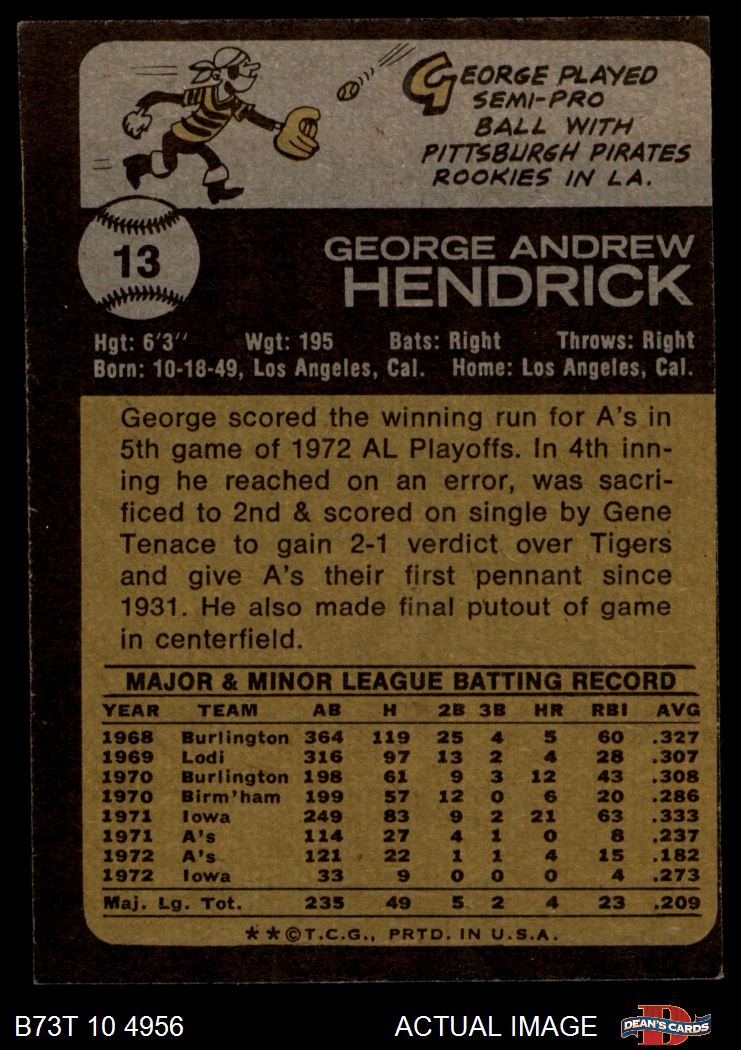 GEORGE PLAYED
SEMI-PRO
BALL WITH
PITTSBURGH PIRATES
ROOKIES IN L.A.
13
GEORGE ANDREW
HENDRICK
Hgt: 6'3" Wgt: 195 Bats: Right Throws: Right
Born: 10-18-49, Los Angeles, Cal. Home: Los Angeles, Cal.
George scored the winning run for A's in
5th game of 1972 AL Playoffs. In 4th inn-
ing he reached on an error, was sacri-
ficed to 2nd & scored on single by Gene
Tenace to gain 2-1 verdict over Tigers
and give A's their first pennant since
1931. He also made final putout of game
in centerfield.
MAJOR & MINOR LEAGUE BATTING RECORD
YEAR TEAM AB H 2B 3B HR RBI AVG
1968 Burlington 364 119 25 4 5 60 .327
1969 Lodi 316 97 13 2 4 28 .307
1970 Burlington 198 61 9 3 12 43 .308
1970 Birm'ham 199 57 12 0 6 20 .286
1971 Iowa 249 83 9 2 21 63 .333
1971 A's 114 27 4 1 0 8 .237
1972 A's 121 22 1 1 4 15 .182
1972 Iowa 33 9 0 0 0 4 .273
Maj. Lg. Tot. 235 49 5 2 4 23 .209
**©T.C.G., PRTD. IN U.S.A.
B73T 10 4956 ACTUAL IMAGE
D
DEAN'S CARDS